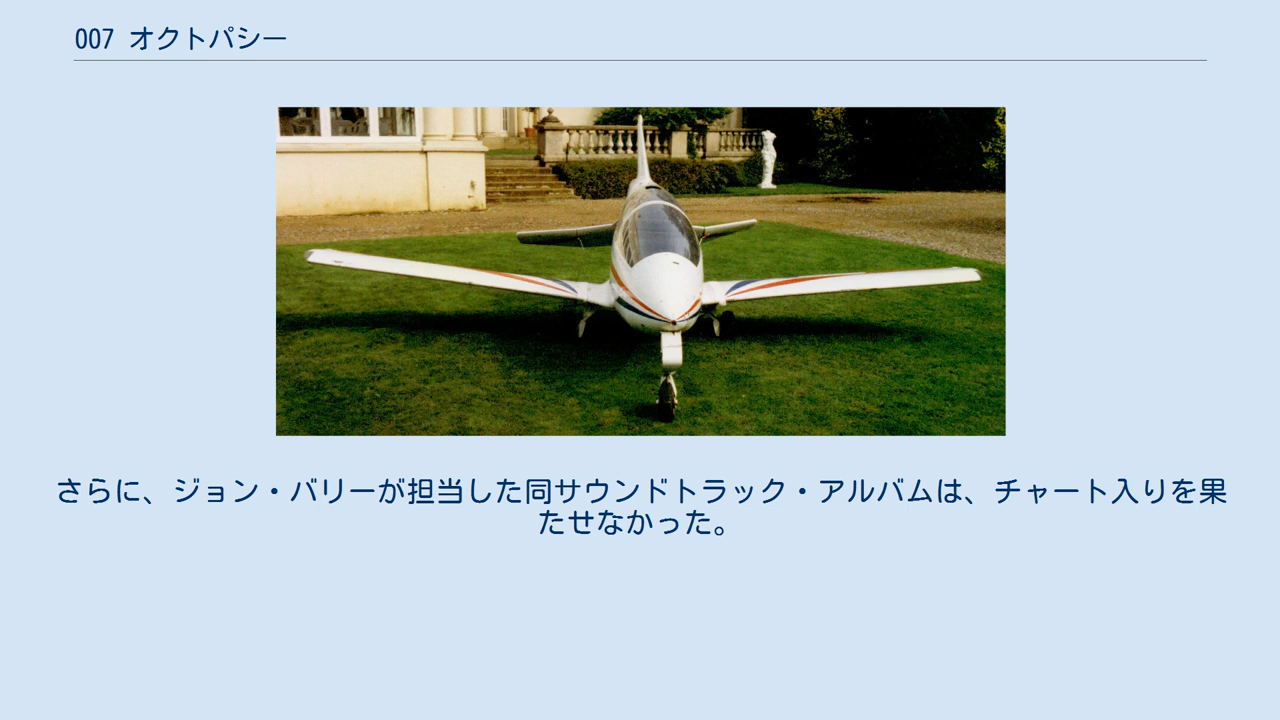 007 オクトパシー
さらに、ジョン・バリーが担当した同サウンドトラック・アルバムは、チャート入りを果
たせなかった。